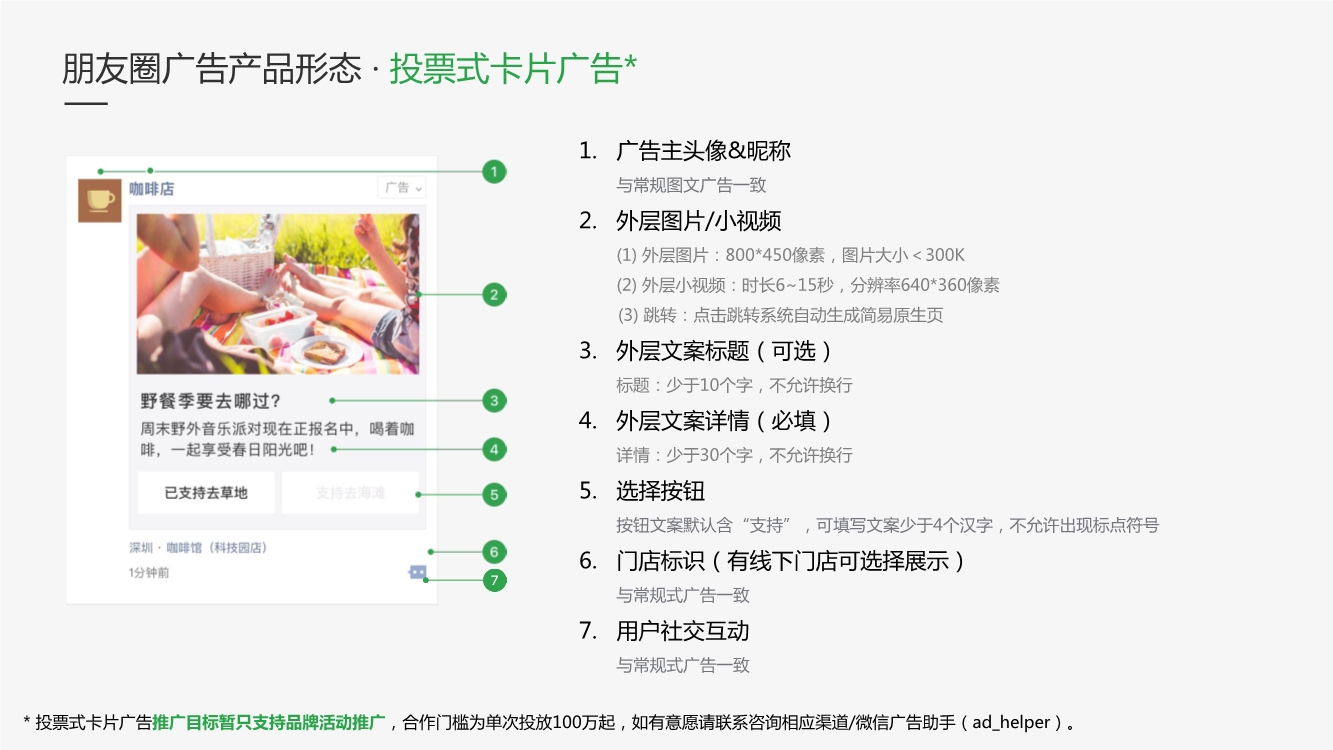 朋友圈广告产品形态 · 投票式卡片广告*
咖啡店
广告
1
2
野餐季要去哪过?
3
周末野外音乐派对现在正报名中，喝着咖
啡，一起享受春日阳光吧！
4
已支持去草地
支持去海滩
5
深圳 · 咖啡馆（科技园店）
6
1分钟前
7
1. 广告主头像&昵称
与常规图文广告一致
2. 外层图片/小视频
(1) 外层图片：800*450像素，图片大小＜300K
(2) 外层小视频：时长6~15秒，分辨率640*360像素
(3) 跳转：点击跳转系统自动生成简易原生页
3. 外层文案标题（可选）
标题：少于10个字，不允许换行
4. 外层文案详情（必填）
详情：少于30个字，不允许换行
5. 选择按钮
按钮文案默认含“支持”，可填写文案少于4个汉字，不允许出现标点符号
6. 门店标识（有线下门店可选择展示）
与常规式广告一致
7. 用户社交互动
与常规式广告一致
* 投票式卡片广告推广目标暂只支持品牌活动推广，合作门槛为单次投放100万起，如有意愿请联系咨询相应渠道/微信广告助手（ad_helper）。